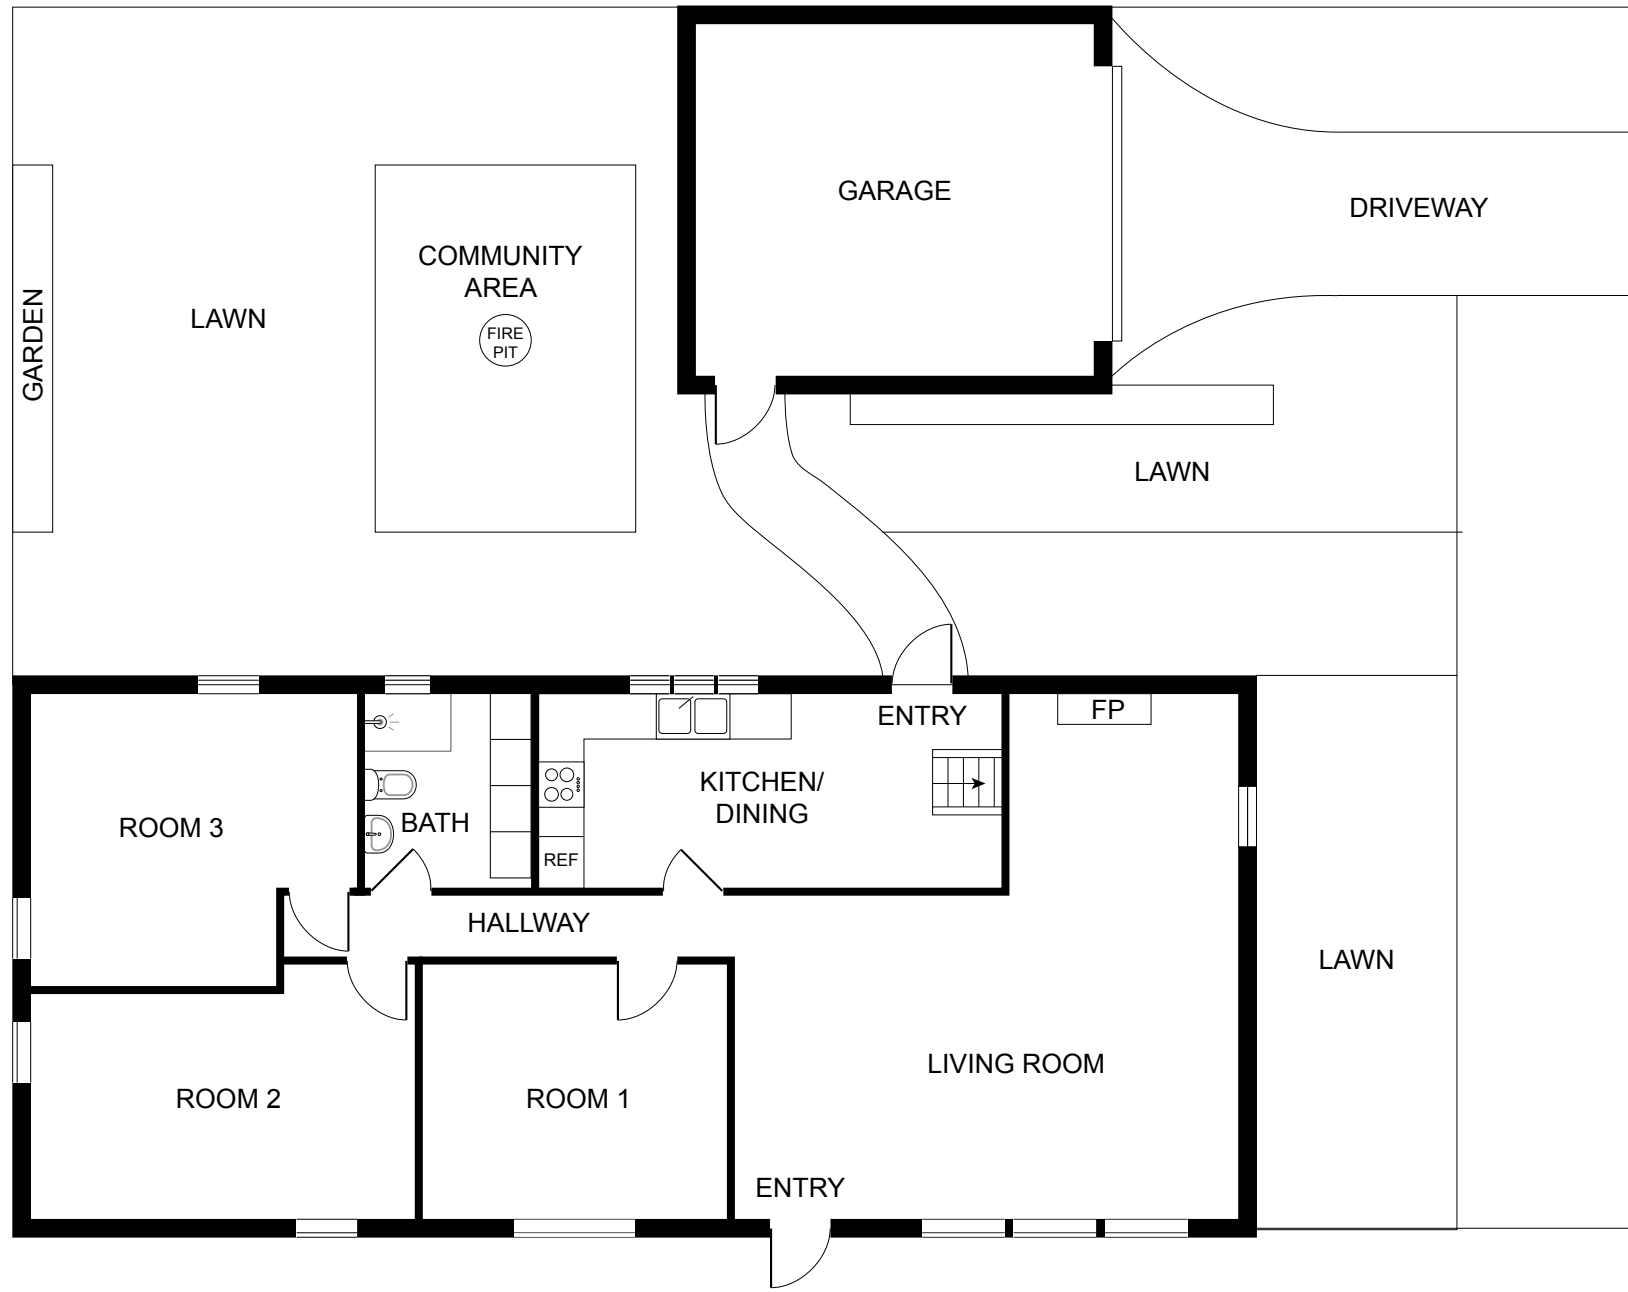 GARAGE
DRIVEWAY
COMMUNITY
AREA
FIRE
PIT
LAWN
GARDEN
LAWN
ENTRY
FP
KITCHEN/
DINING
BATH
ROOM 3
REF
HALLWAY
LAWN
LIVING ROOM
ROOM 2
ROOM 1
ENTRY